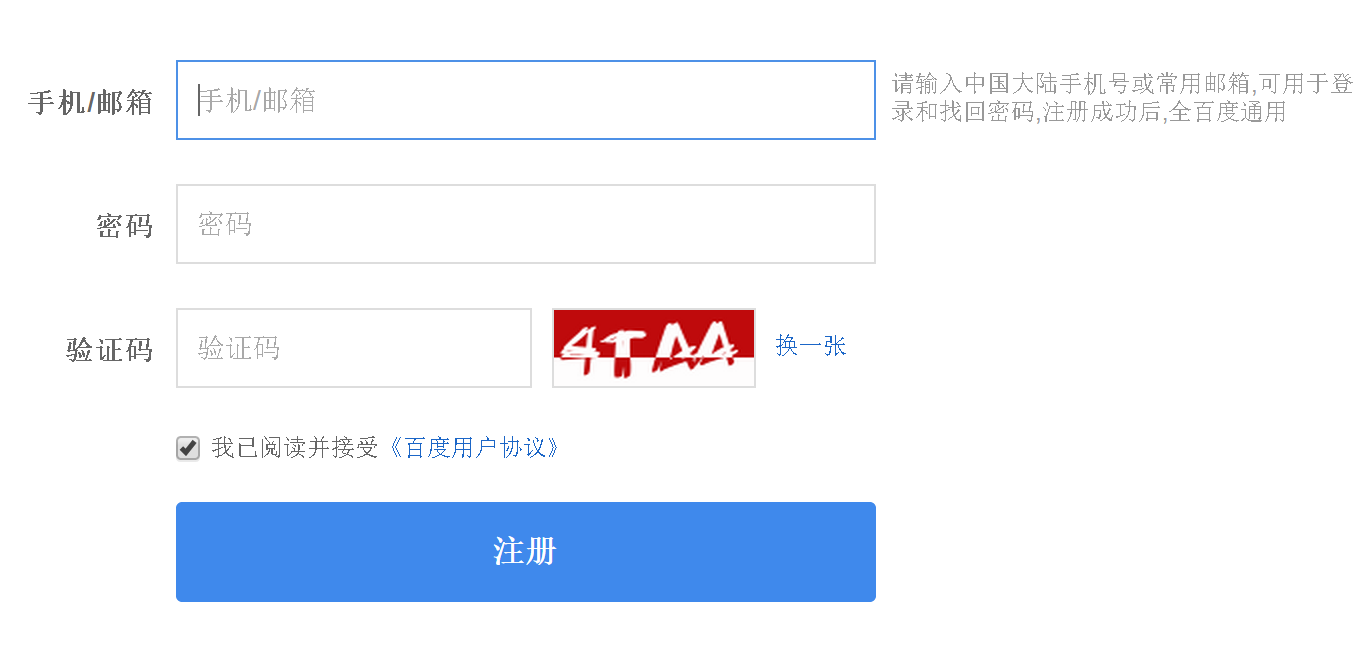 手机/邮箱
手机/邮箱
请输入中国大陆手机号或常用邮箱,可用于登
录和找回密码,注册成功后,全百度通用
密码
密码
验证码
验证码
换一张
我已阅读并接受《百度用户协议》
注册